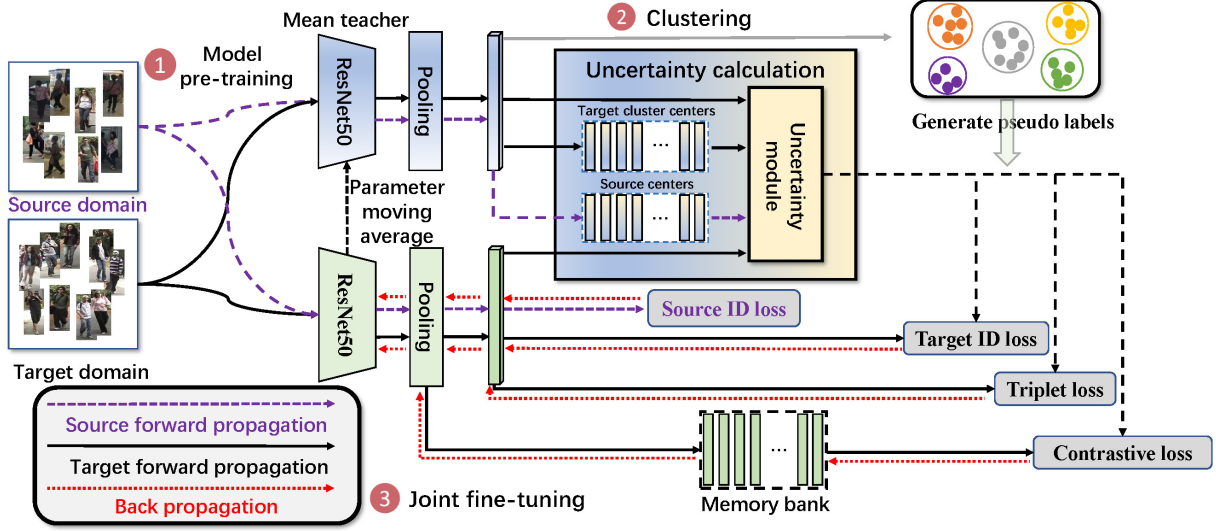 Mean teacher
2 Clustering
1 Model
pre-training
ResNet50
Pooling
Uncertainty calculation
Target cluster centers
...
Source centers
...
Uncertainty
module
Generate pseudo labels
Source domain
Parameter
moving
average
ResNet50
Pooling
Source ID loss
Target ID loss
Triplet loss
Contrastive loss
...
Memory bank
Target domain
Source forward propagation
Target forward propagation
Back propagation
3 Joint fine-tuning